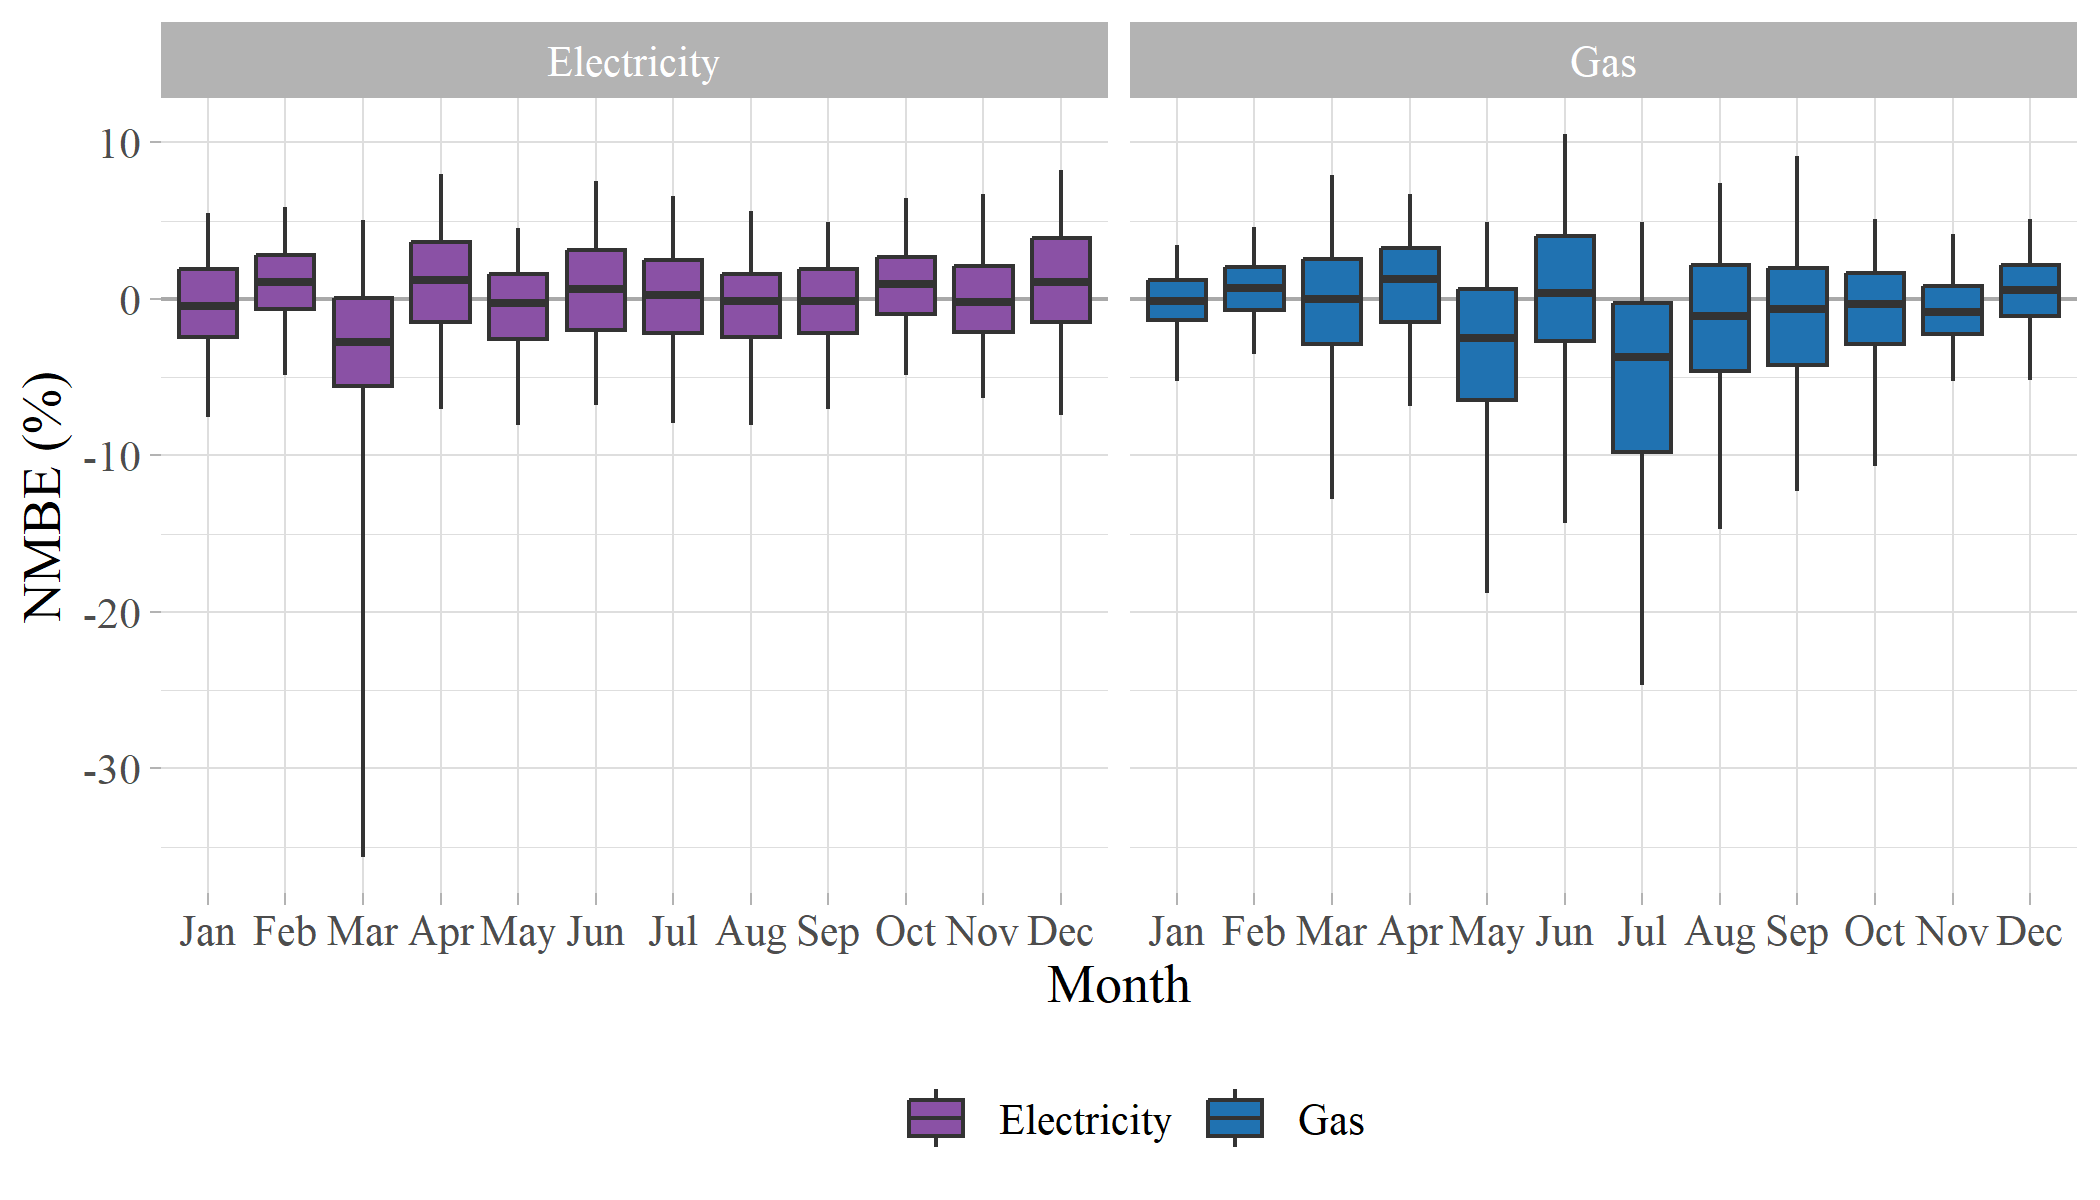 Electricity Gas
10
0
-10
-20
-30
NMBE (%)
Jan Feb Mar Apr May Jun Jul Aug Sep Oct Nov Dec Jan Feb Mar Apr May Jun Jul Aug Sep Oct Nov Dec
Month
Electricity Gas